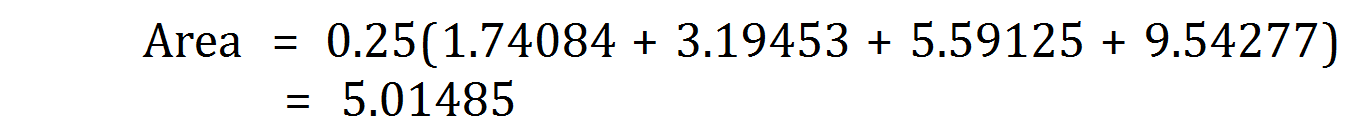 Area = 0.25(1.74084 + 3.19453 + 5.59125 + 9.54277)
= 5.01485